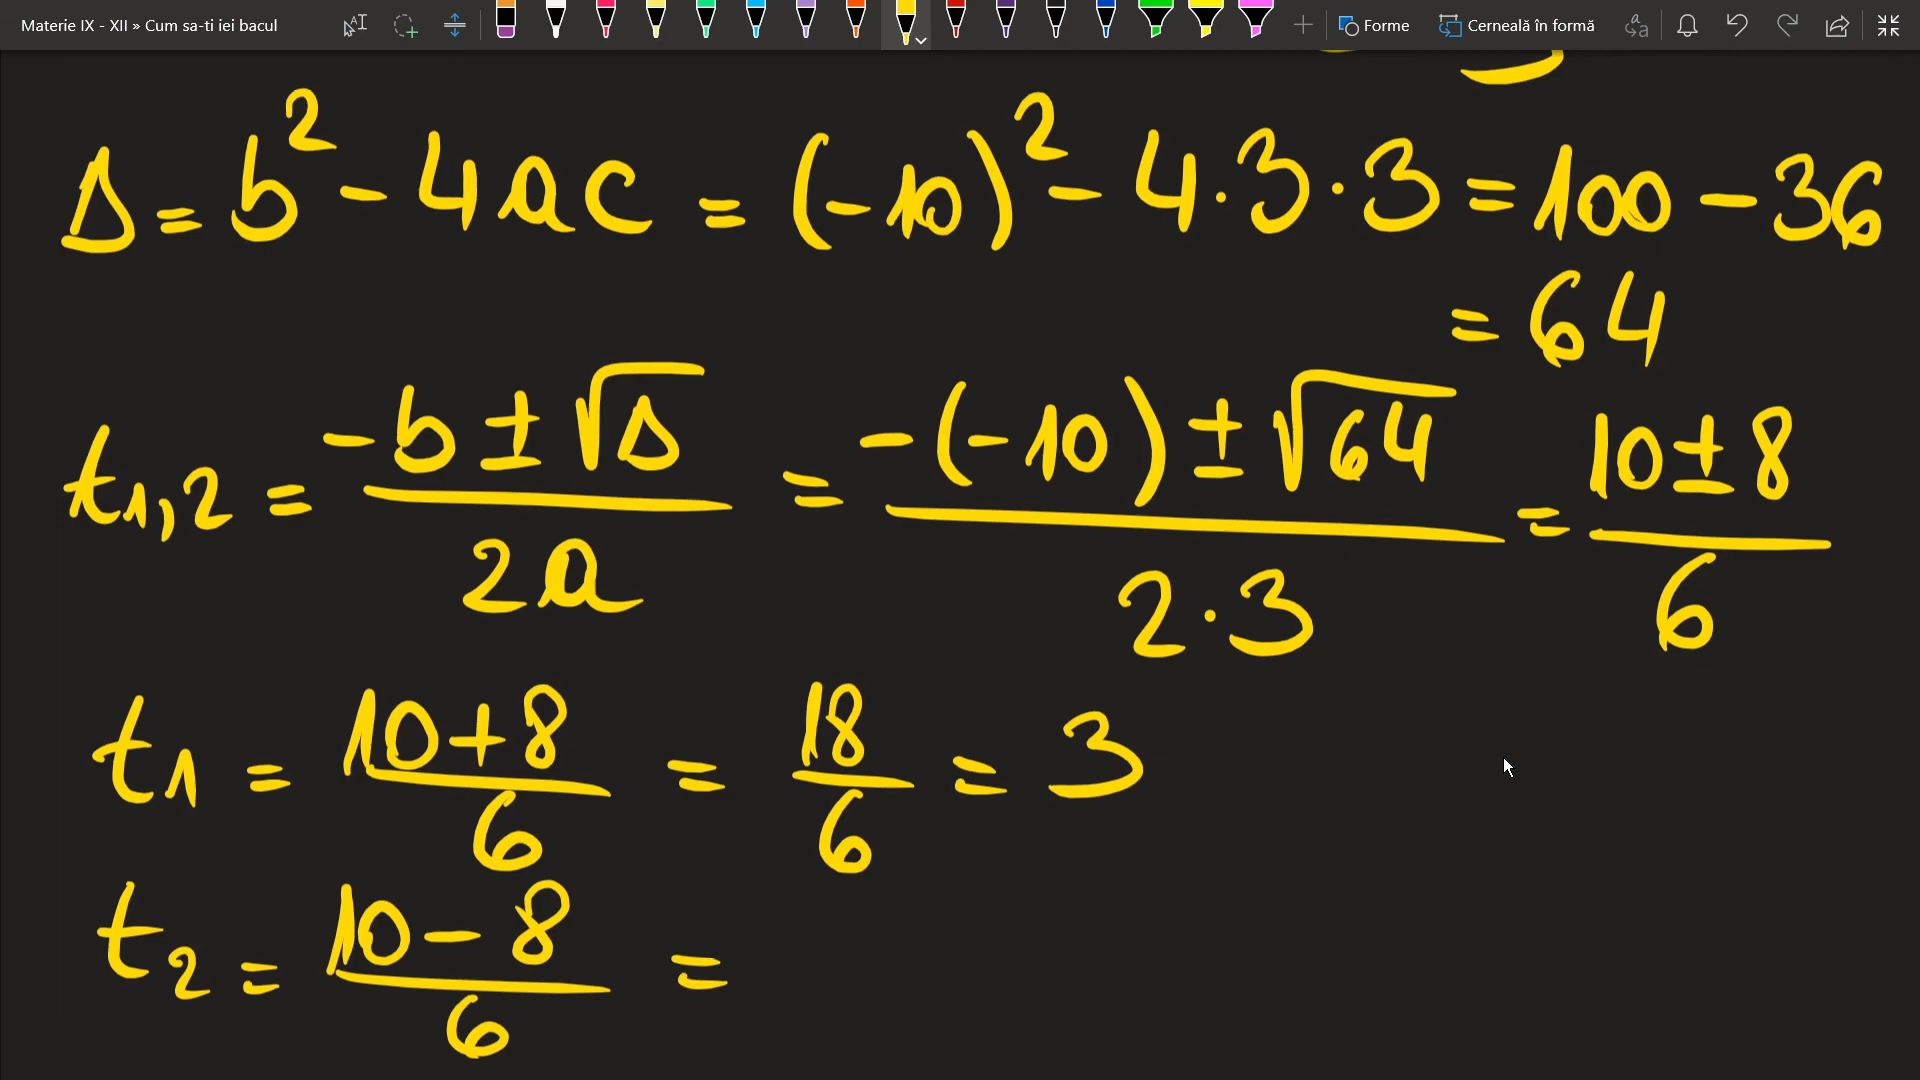 Materie IX - XII » Cum sa-ti iei bacul
Forme
Cerneală în formă
Δ = b² - 4ac = (-10)² - 4·3·3 = 100 - 36
= 64
t1,2 = (-b ± √Δ)/(2a) = (-(-10) ± √64)/(2·3) = (10 ± 8)/6
t1 = (10+8)/6 = 18/6 = 3
t2 = (10-8)/6 =